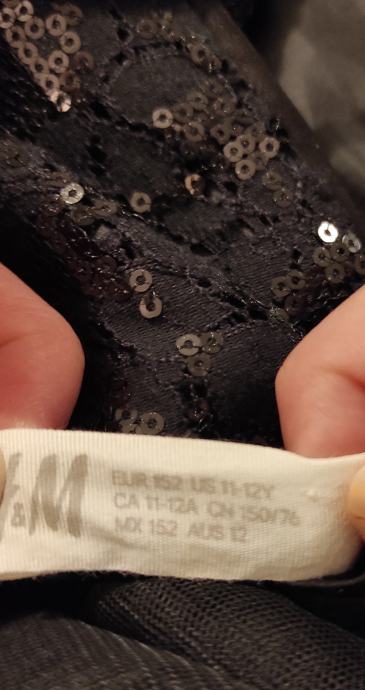 &M
EUR 152 US 11-12Y
CA 11-12A CN 150/76
MX 152 AUS 12